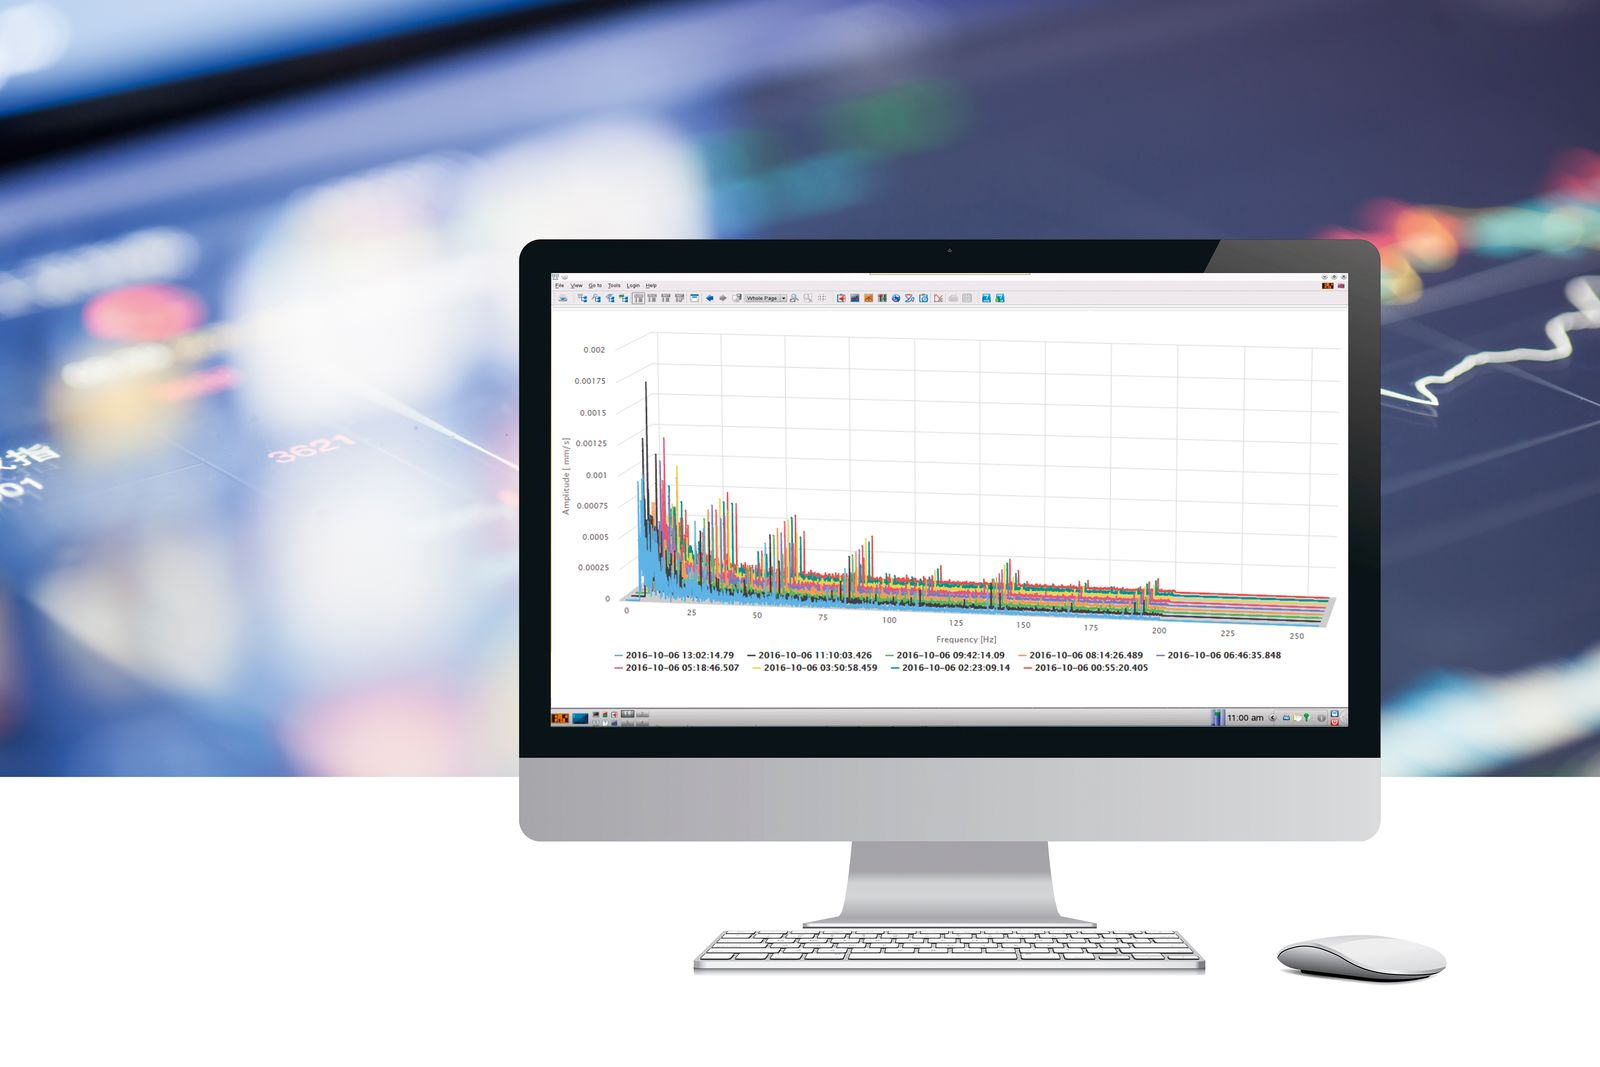 File View Go to Tools Login Help
Whole Page
0.002
0.00175
0.0015
0.00125
0.001
0.00075
0.0005
0.00025
0
Amplitude [ mm/s]
0 25 50 75 100 125 150 175 200 225 250
Frequency [Hz]
2016-10-06 13:02:14.79 2016-10-06 11:10:03.426 2016-10-06 09:42:14.09 2016-10-06 08:14:26.489 2016-10-06 06:46:35.848
2016-10-06 05:18:46.507 2016-10-06 03:50:58.459 2016-10-06 02:23:09.14 2016-10-06 00:55:20.405
11:00 am
3621
指
01